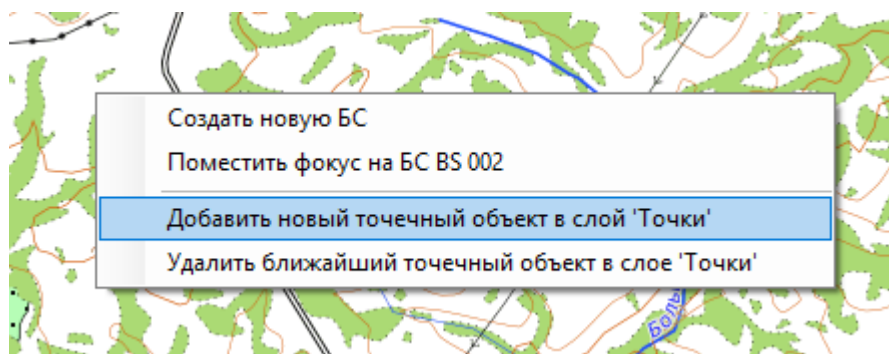 Создать новую БС
Поместить фокус на БС BS 002
Добавить новый точечный объект в слой 'Точки'
Удалить ближайший точечный объект в слое 'Точки'